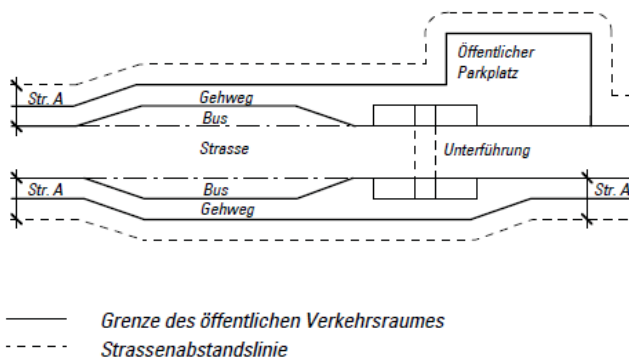 Öffentlicher
Parkplatz
Str. A
Gehweg
Bus
Strasse
Unterführung
Str. A
Bus
Str. A
Gehweg
Grenze des öffentlichen Verkehrsraumes
Strassenabstandslinie